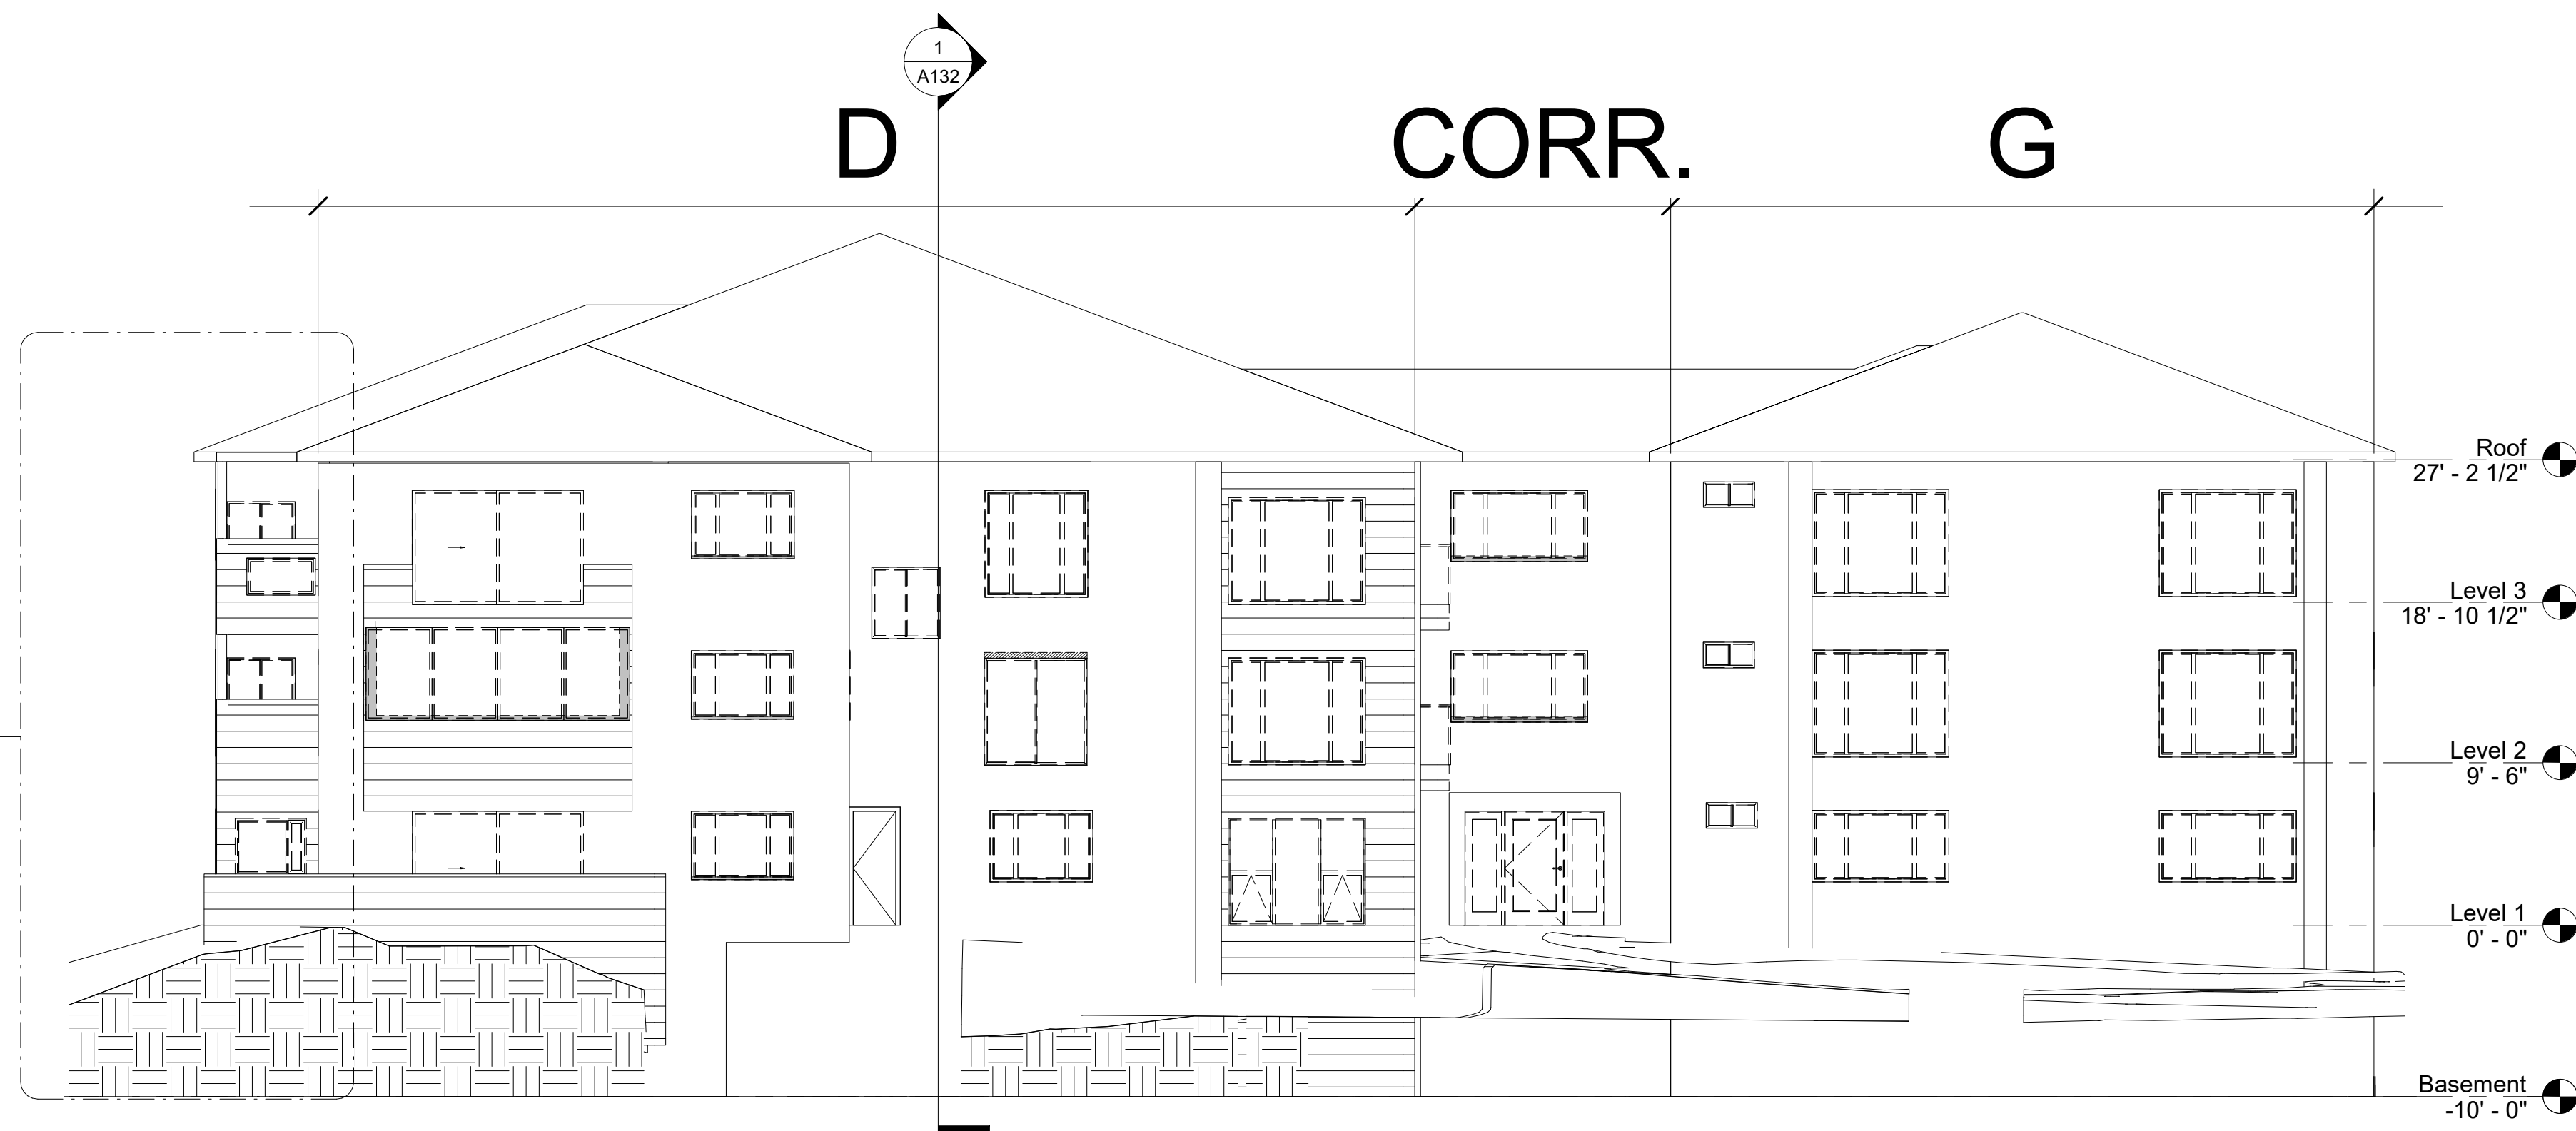 1
A132
D
CORR.
G
Roof
27' - 2 1/2"
Level 3
18' - 10 1/2"
Level 2
9' - 6"
Level 1
0' - 0"
Basement
-10' - 0"